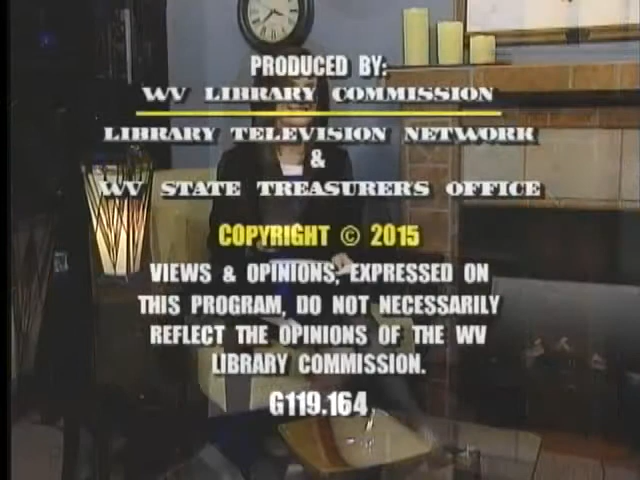 PRODUCED BY:
WV LIBRARY COMMISSION
LIBRARY TELEVISION NETWORK
&
WV STATE TREASURERS OFFICE
COPYRIGHT © 2015
VIEWS & OPINIONS, EXPRESSED ON
THIS PROGRAM, DO NOT NECESSARILY
REFLECT THE OPINIONS OF THE WV
LIBRARY COMMISSION.
G119.164